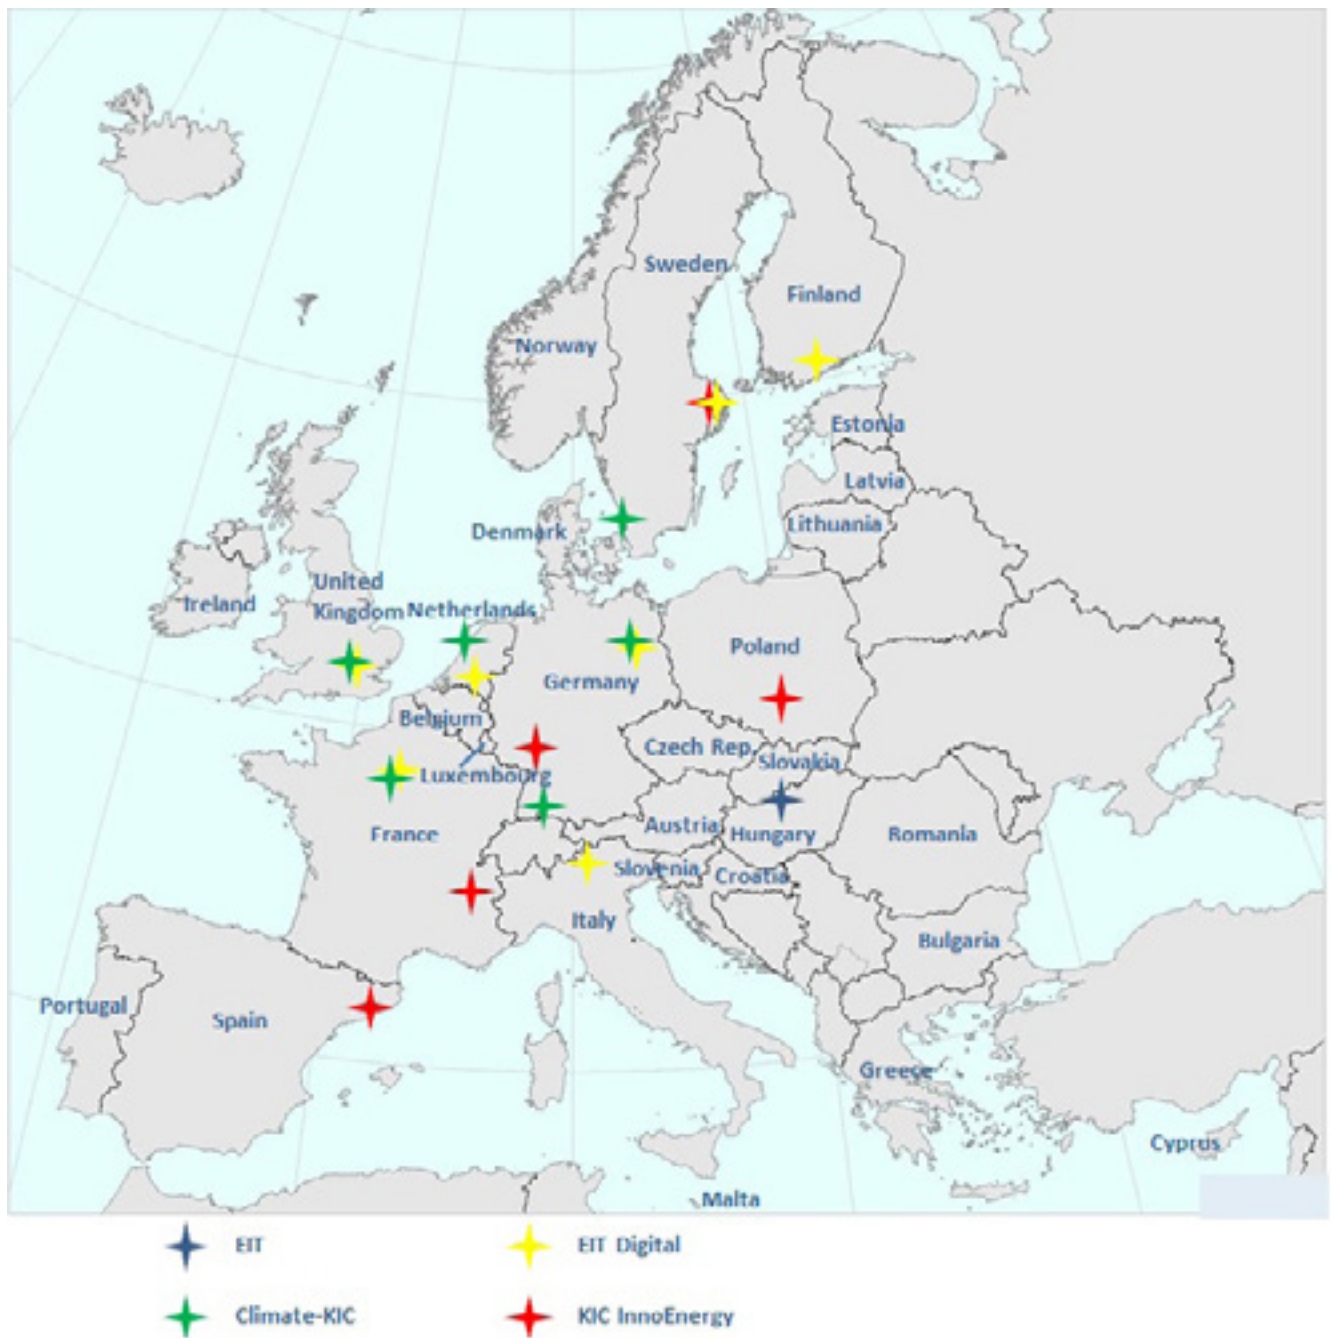 Sweden
Finland
Norway
Estonia
Latvia
Lithuania
Denmark
United
Kingdom
Ireland
Netherlands
Poland
Germany
Belgium
Czech Rep.
Slovakia
Luxembourg
Austria
Hungary
France
Romania
Slovenia
Croatia
Italy
Bulgaria
Portugal
Spain
Greece
Cyprus
Malta
EIT
EIT Digital
Climate-KIC
KIC InnoEnergy